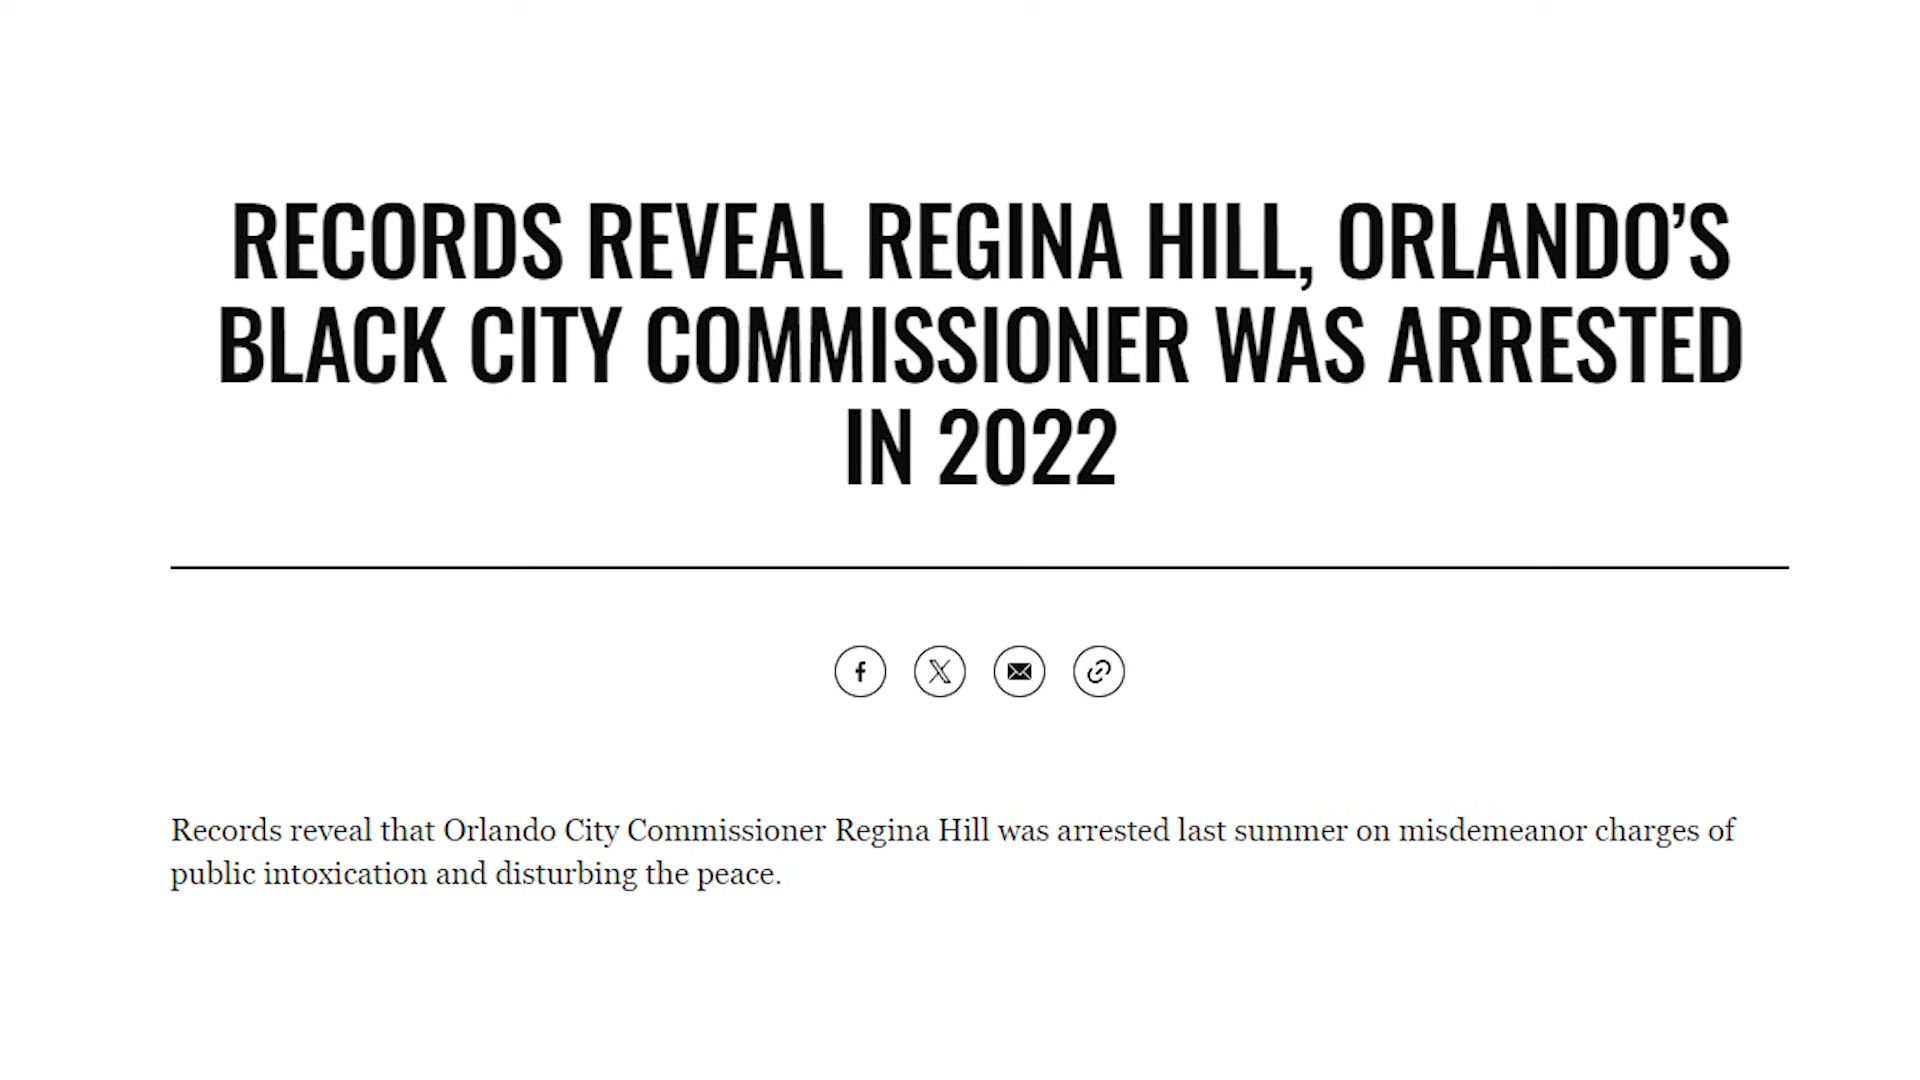 RECORDS REVEAL REGINA HILL, ORLANDO’S
BLACK CITY COMMISSIONER WAS ARRESTED
IN 2022
Records reveal that Orlando City Commissioner Regina Hill was arrested last summer on misdemeanor charges of
public intoxication and disturbing the peace.